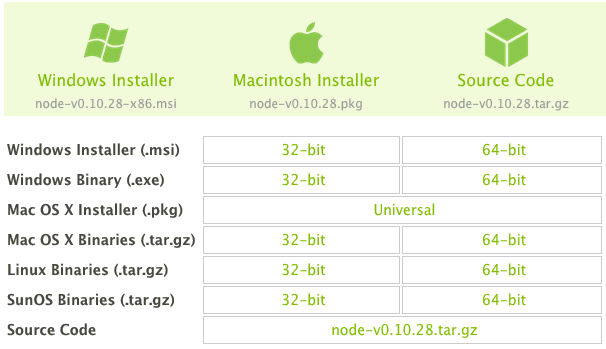 Windows Installer Macintosh Installer Source Code
node-v0.10.28-x86.msi node-v0.10.28.pkg node-v0.10.28.tar.gz
Windows Installer (.msi) 32-bit 64-bit
Windows Binary (.exe) 32-bit 64-bit
Mac OS X Installer (.pkg) Universal
Mac OS X Binaries (.tar.gz) 32-bit 64-bit
Linux Binaries (.tar.gz) 32-bit 64-bit
SunOS Binaries (.tar.gz) 32-bit 64-bit
Source Code node-v0.10.28.tar.gz